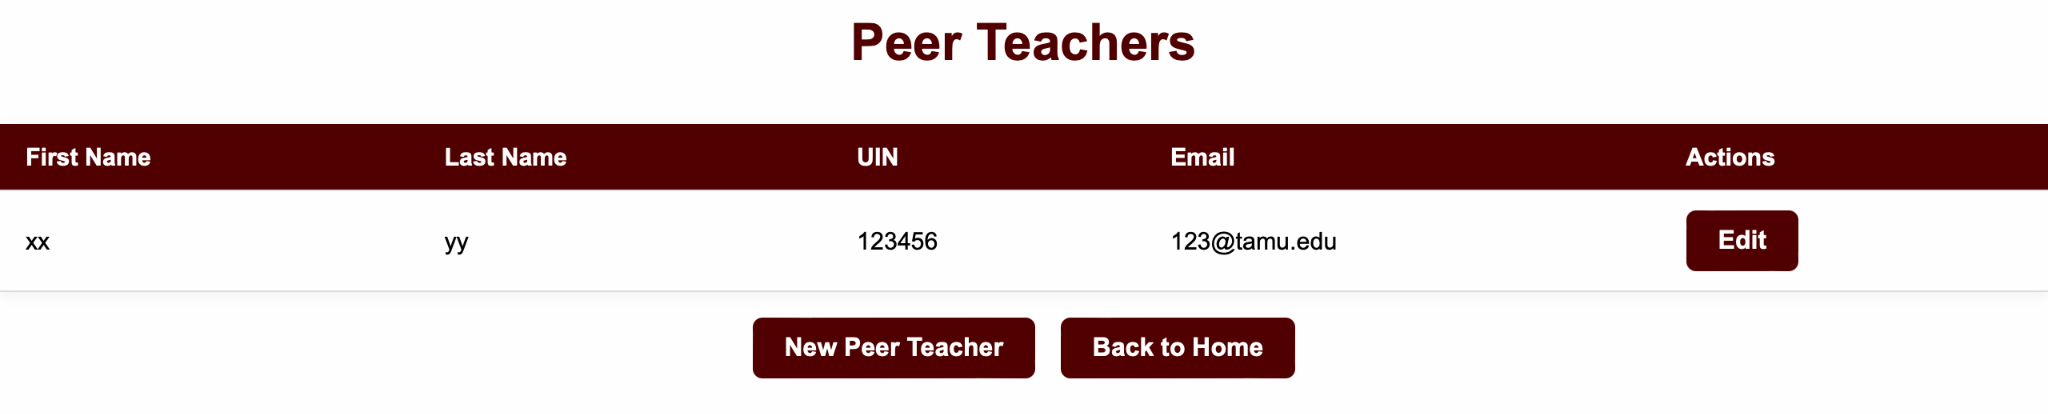 Peer Teachers
First Name Last Name UIN Email Actions
xx yy 123456 123@tamu.edu Edit
New Peer Teacher Back to Home